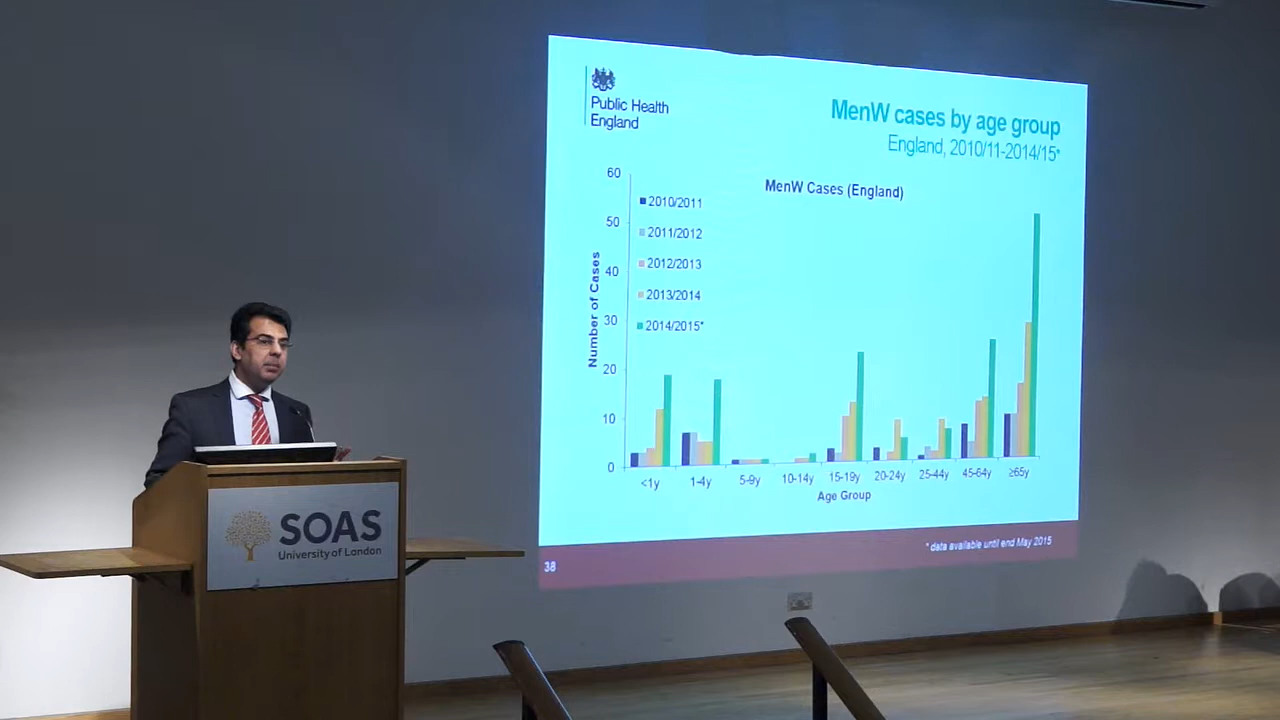 Public Health
England
MenW cases by age group
England, 2010/11-2014/15*
MenW Cases (England)
60
50
40
30
20
10
0
Number of Cases
2010/2011
2011/2012
2012/2013
2013/2014
2014/2015*
<1y
1-4y
5-9y
10-14y
15-19y
20-24y
25-44y
45-64y
≥65y
Age Group
* data available until end May 2015
38
SOAS
University of London